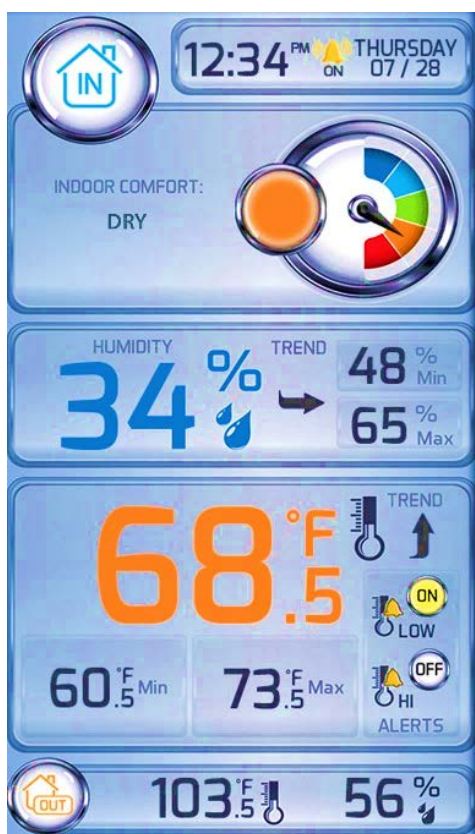 IN
12:34 PM ON THURSDAY 07 / 28
INDOOR COMFORT:
DRY
HUMIDITY
34 %
TREND
48 % Min
65 % Max
68.5 °F
TREND
ON
LOW
OFF
HI
ALERTS
60.5 °F Min
73.5 °F Max
OUT
103.5 °F
56 %